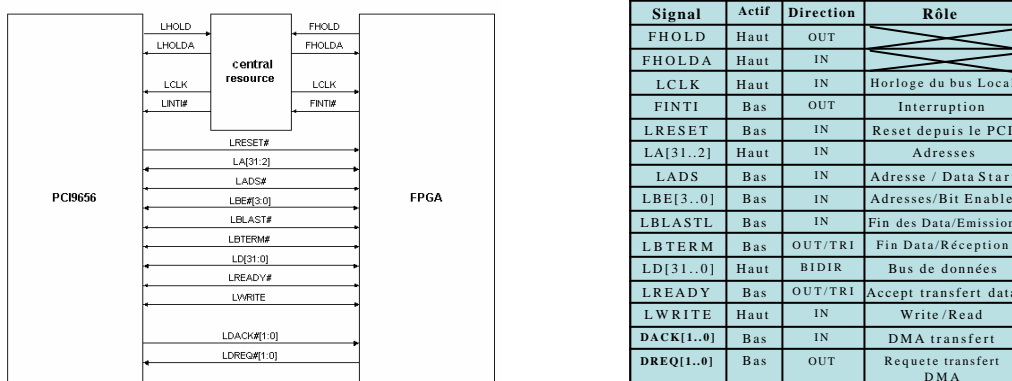 LHOLD
FHOLD
LHOLDA
FHOLDA
central
resource
LCLK
LCLK
LINTI#
FINTI#
LRESET#
LA[31:2]
LADS#
PCI9656
LBE#[3:0]
FPGA
LBLAST#
LBTERM#
LD[31:0]
LREADY#
LWRITE
LDACK#[1:0]
LDREQ#[1:0]
Signal Actif Direction Rôle
FHOLD Haut OUT
FHOLDA Haut IN
LCLK Haut IN Horloge du bus Local
FINTI Bas OUT Interruption
LRESET Bas IN Reset depuis le PCI
LA[31..2] Haut IN Adresses
LADS Bas IN Adresse / Data Start
LBE[3..0] Bas IN Adresses/Bit Enable
LBLASTL Bas IN Fin des Data/Emission
LBTERM Bas OUT/TRI Fin Data/Réception
LD[31..0] Haut BIDIR Bus de données
LREADY Bas OUT/TRI Accept transfert data
LWRITE Haut IN Write/Read
DACK[1..0] Bas IN DMA transfert
DREQ[1..0] Bas OUT Requete transfert
DMA